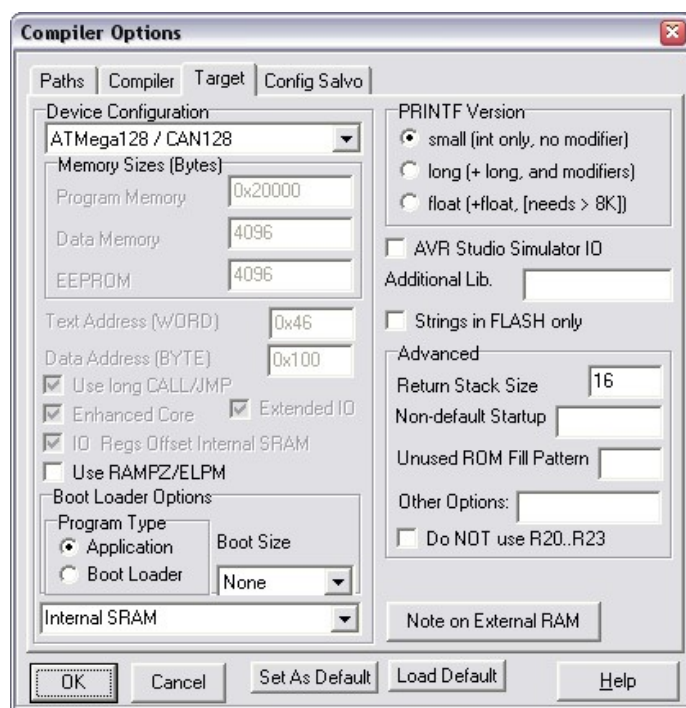 Compiler Options
Paths Compiler Target Config Salvo
Device Configuration
ATMega128 / CAN128
Memory Sizes (Bytes)
Program Memory 0x20000
Data Memory 4096
EEPROM 4096
Text Address (WORD) 0x46
Data Address (BYTE) 0x100
Use long CALL/JMP
Enhanced Core Extended IO
IO Regs Offset Internal SRAM
Use RAMPZ/ELPM
Boot Loader Options
Program Type
Application
Boot Loader
Boot Size
None
Internal SRAM
PRINTF Version
small (int only, no modifier)
long (+ long, and modifiers)
float (+float, [needs > 8K])
AVR Studio Simulator IO
Additional Lib.
Strings in FLASH only
Advanced
Return Stack Size 16
Non-default Startup
Unused ROM Fill Pattern
Other Options:
Do NOT use R20..R23
Note on External RAM
OK Cancel Set As Default Load Default Help